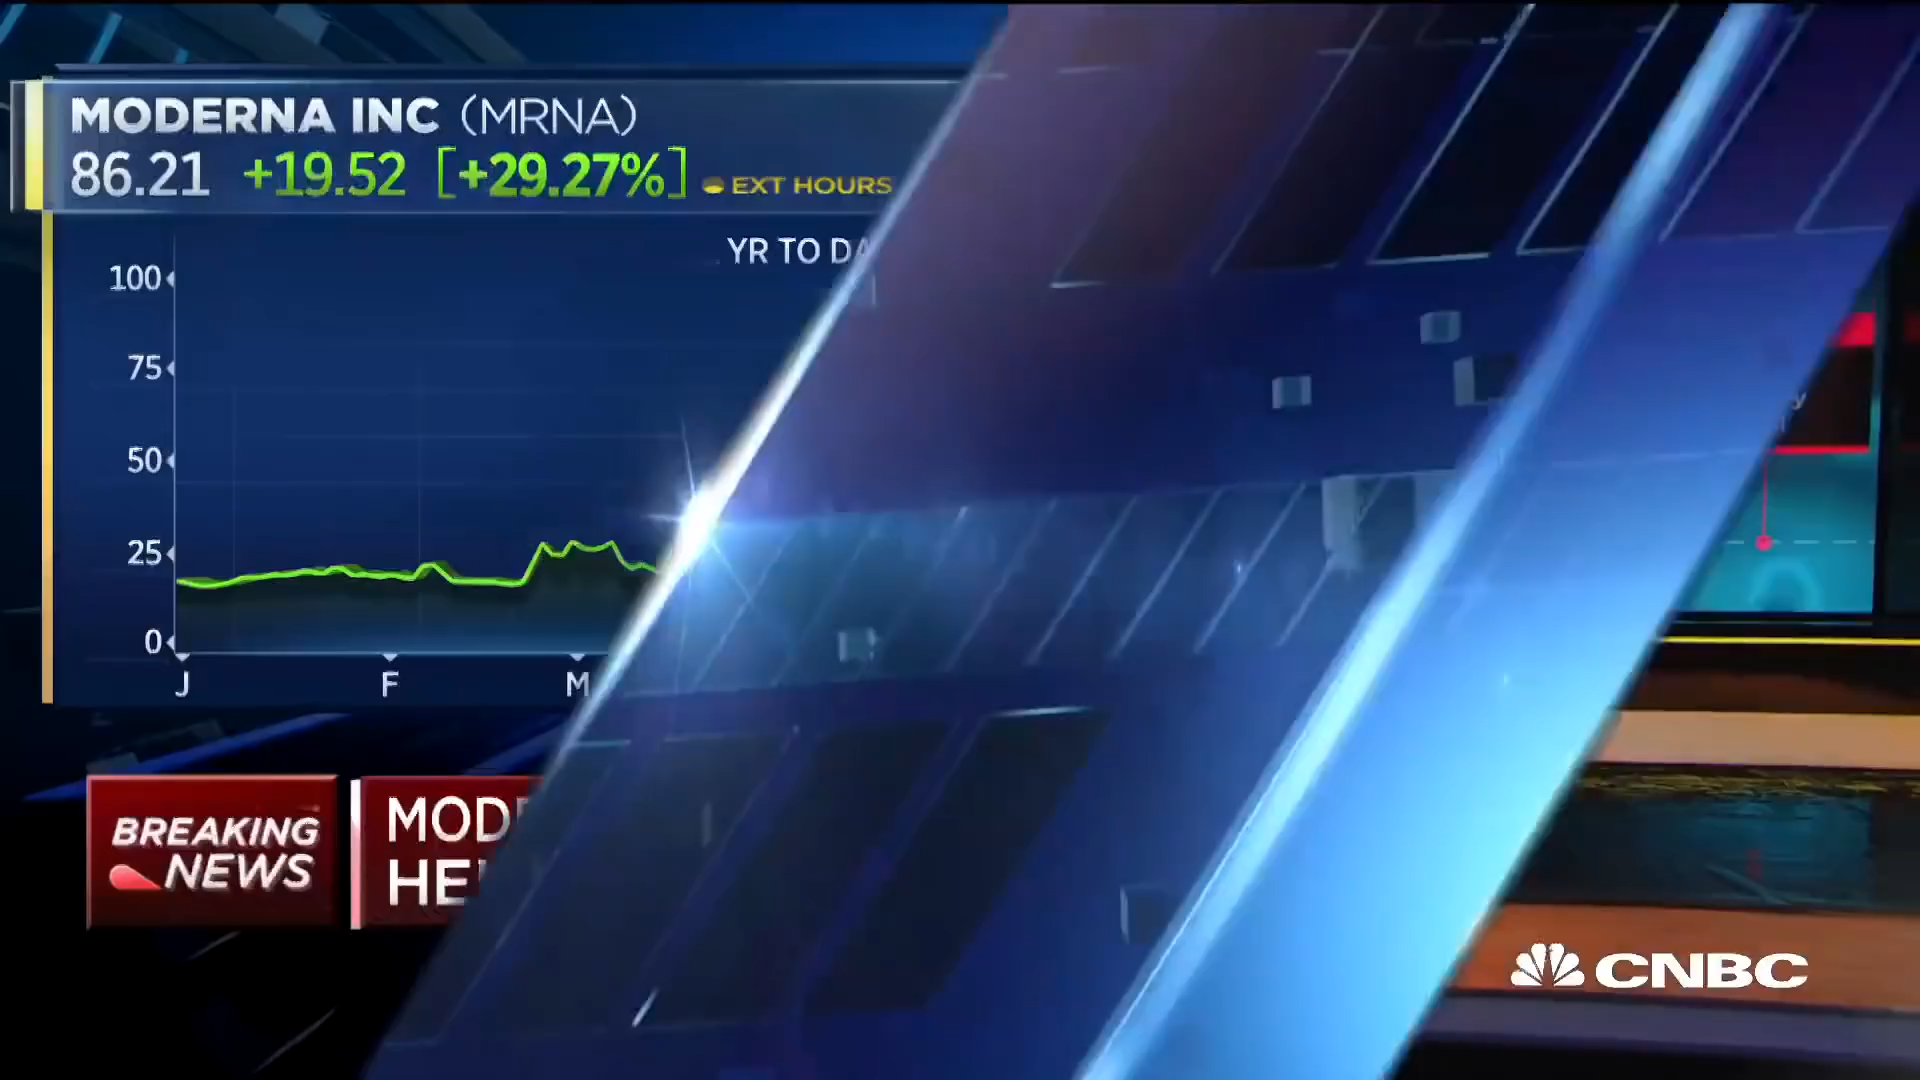 MODERNA INC (MRNA)
86.21 +19.52 [+29.27%] EXT HOURS
YR TO DA
100
75
50
25
0
J F M
BREAKING
NEWS
MOD
HE
CNBC